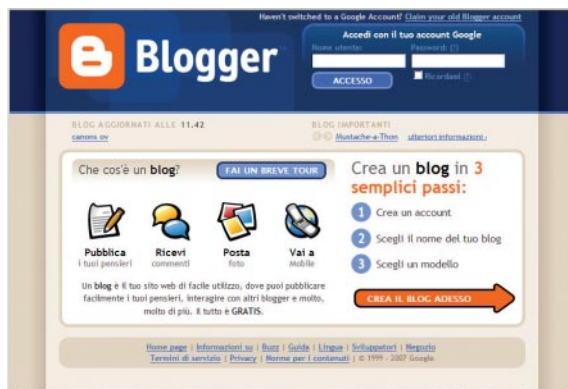 Haven't switched to a Google Account? Claim your old Blogger account
Blogger
Accedi con il tuo account Google
Nome utente: Password: (?)
ACCESSO
Ricordami (?)
BLOG AGGIORNATI ALLE 11.42
canons ov
BLOG IMPORTANTI
Mustache-a-Thon ulteriori informazioni ›
Che cos'è un blog?
FAI UN BREVE TOUR
Pubblica
i tuoi pensieri
Ricevi
commenti
Posta
foto
Vai a
Mobile
Un blog è il tuo sito web di facile utilizzo, dove puoi pubblicare
facilmente i tuoi pensieri, interagire con altri blogger e molto,
molto di più. Il tutto è GRATIS.
Crea un blog in 3
semplici passi:
1 Crea un account
2 Scegli il nome del tuo blog
3 Scegli un modello
CREA IL BLOG ADESSO
Home page | Informazioni su | Buzz | Guida | Lingua | Sviluppatori | Negozio
Termini di servizio | Privacy | Norme per i contenuti | © 1999 - 2007 Google